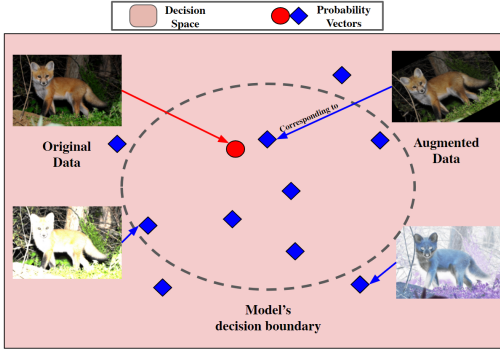 Decision
Space
Probability
Vectors
Original
Data
Corresponding to
Augmented
Data
Model's
decision boundary